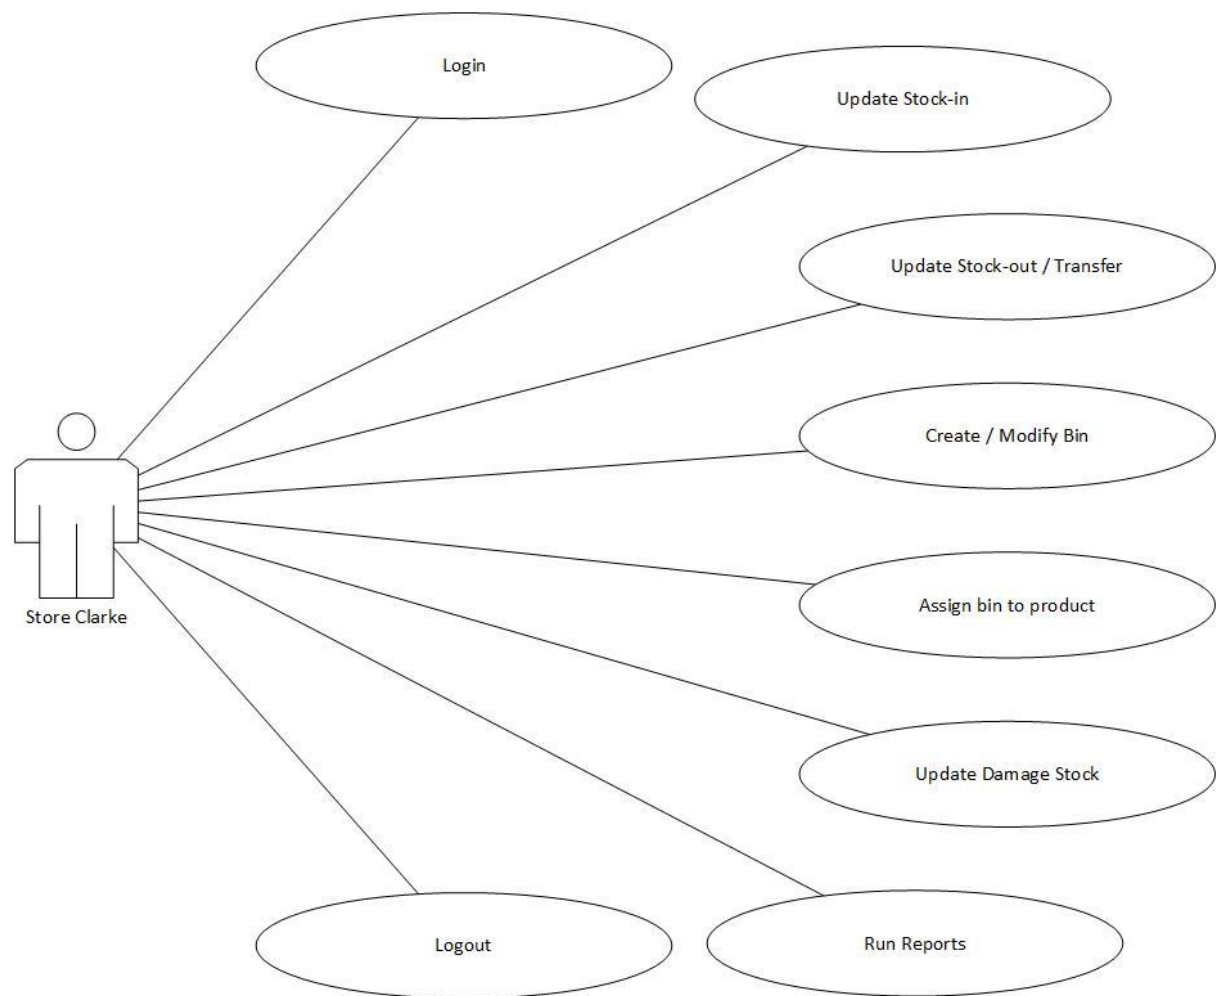 Login
Update Stock-in
Update Stock-out / Transfer
Create / Modify Bin
Assign bin to product
Store Clarke
Update Damage Stock
Run Reports
Logout